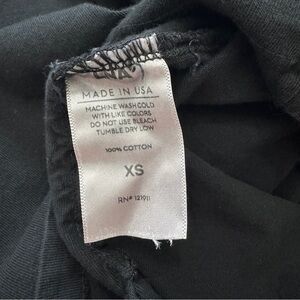 MADE IN USA
MACHINE WASH COLD
WITH LIKE COLORS
DO NOT USE BLEACH
TUMBLE DRY LOW
100% COTTON
XS
RN# 121911